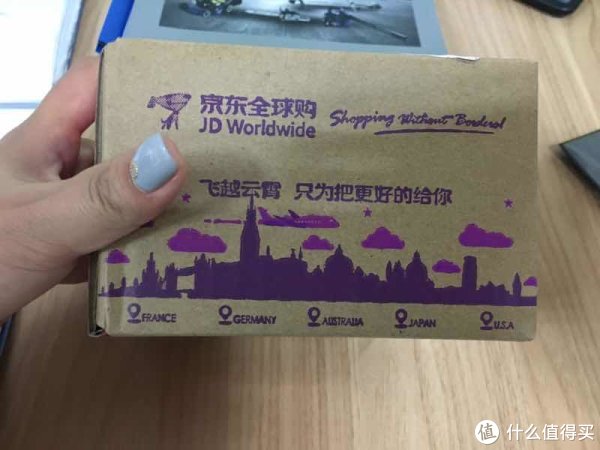 京东全球购
JD Worldwide
Shopping Without Borders!
飞越云霄 只为把更好的给你
FRANCE
GERMANY
AUSTRALIA
JAPAN
U.S.A
值 什么值得买